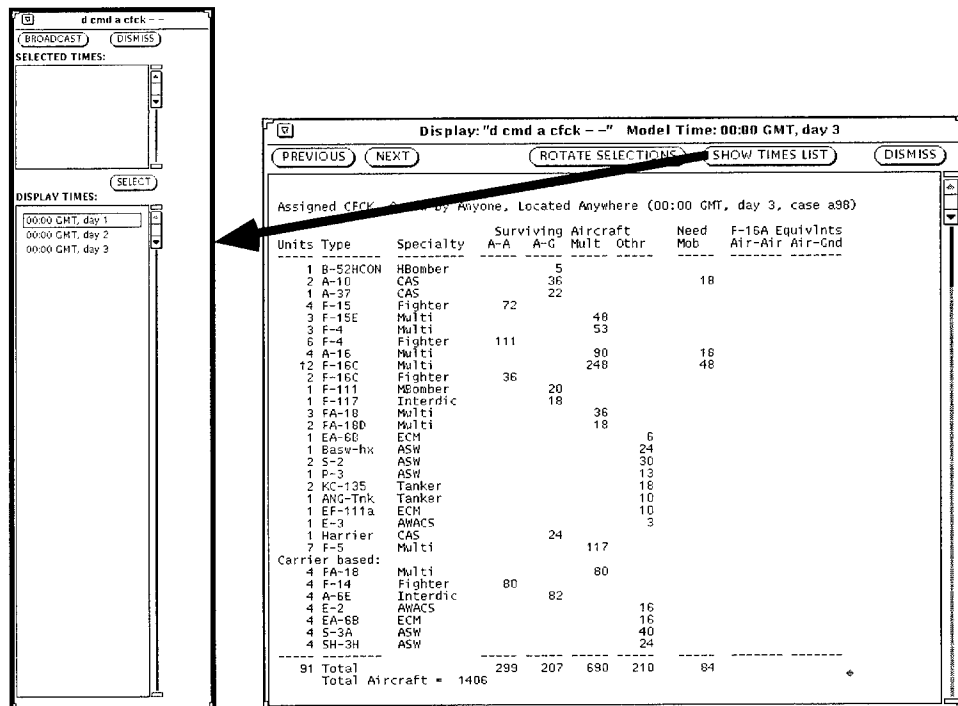 d cmd a cfck – –
BROADCAST DISMISS
SELECTED TIMES:
SELECT
DISPLAY TIMES:
00:00 GMT, day 1
00:00 GMT, day 2
00:00 GMT, day 3
Display: "d cmd a cfck – –" Model Time: 00:00 GMT, day 3
PREVIOUS NEXT ROTATE SELECTIONS SHOW TIMES LIST DISMISS
Assigned CFCK, by Anyone, Located Anywhere (00:00 GMT, day 3, case a98)
Surviving Aircraft Need F-16A Equivlnts
Units Type Specialty A-A A-G Mult Othr Mob Air-Air Air-Gnd
----- -------- --------- ----- ----- ----- ----- ----- ------- -------
1 B-52HCON HBomber 5
2 A-10 CAS 36 18
1 A-37 CAS 22
4 F-15 Fighter 72
3 F-15E Multi 48
3 F-4 Multi 53
6 F-4 Fighter 111
4 A-16 Multi 90 18
12 F-16C Multi 248 48
2 F-16C Fighter 36
1 F-111 MBomber 20
1 F-117 Interdic 18
3 FA-18 Multi 36
2 FA-18D Multi 18
1 EA-6B ECM 6
1 Basw-hx ASW 24
2 S-2 ASW 30
1 P-3 ASW 13
2 KC-135 Tanker 18
1 ANG-Tnk Tanker 10
1 EF-111a ECM 10
1 E-3 AWACS 3
1 Harrier CAS 24
7 F-5 Multi 117
Carrier based:
4 FA-18 Multi 80
4 F-14 Fighter 80
4 A-6E Interdic 82
4 E-2 AWACS 16
4 EA-6B ECM 16
4 S-3A ASW 40
4 SH-3H ASW 24
----- -------- --------- ----- ----- ----- ----- ----- ------- -------
91 Total 299 207 690 210 84
Total Aircraft = 1406